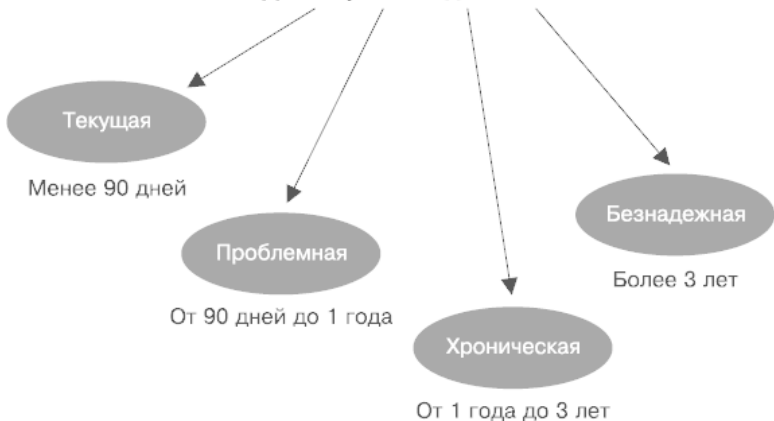 Текущая
Менее 90 дней
Проблемная
От 90 дней до 1 года
Хроническая
От 1 года до 3 лет
Безнадежная
Более 3 лет